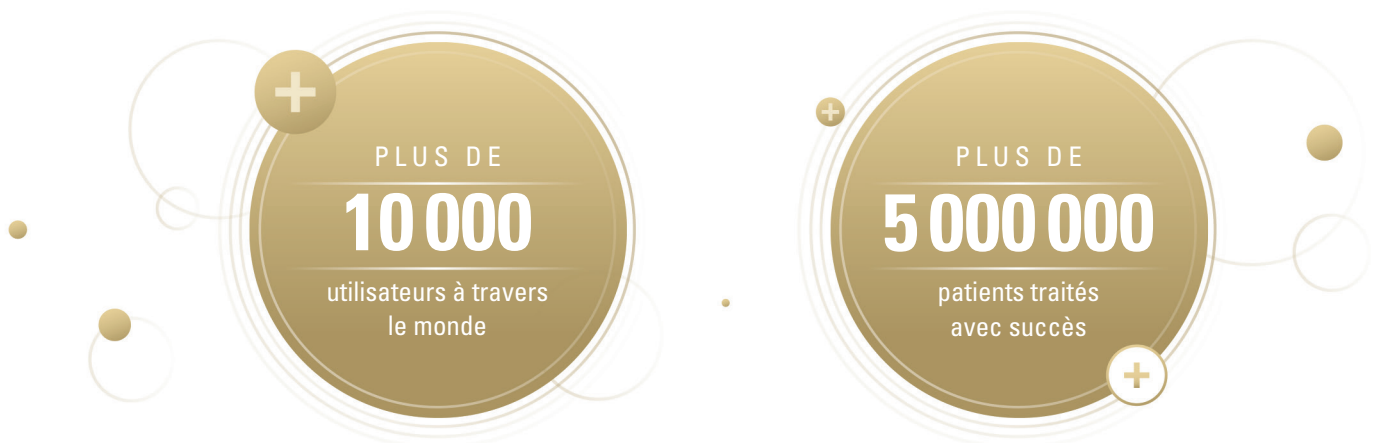 PLUS DE
10 000
utilisateurs à travers
le monde
PLUS DE
5 000 000
patients traités
avec succès